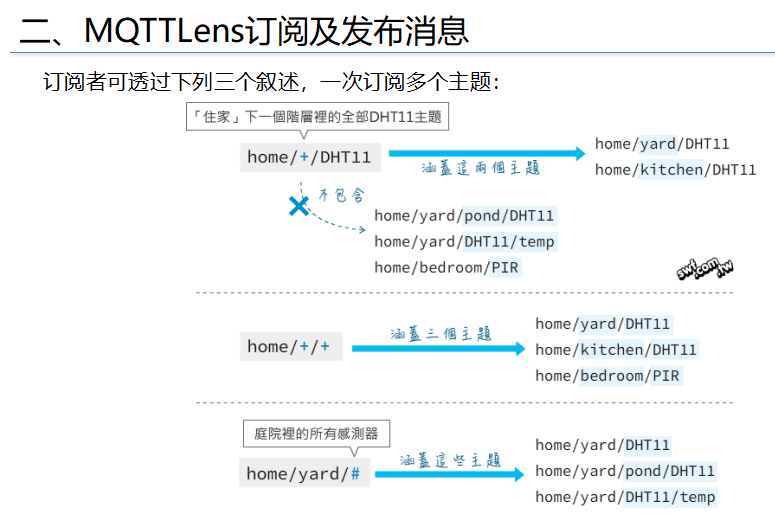 二、MQTTLens订阅及发布消息
订阅者可透过下列三个叙述，一次订阅多个主题：
「住家」下一個階層裡的全部DHT11主題
home/+/DHT11
涵蓋這兩個主題
home/yard/DHT11
home/kitchen/DHT11
不包含
home/yard/pond/DHT11
home/yard/DHT11/temp
home/bedroom/PIR
swf.com.tw
home/+/+
涵蓋三個主題
home/yard/DHT11
home/kitchen/DHT11
home/bedroom/PIR
庭院裡的所有感測器
home/yard/#
涵蓋這些主題
home/yard/DHT11
home/yard/pond/DHT11
home/yard/DHT11/temp